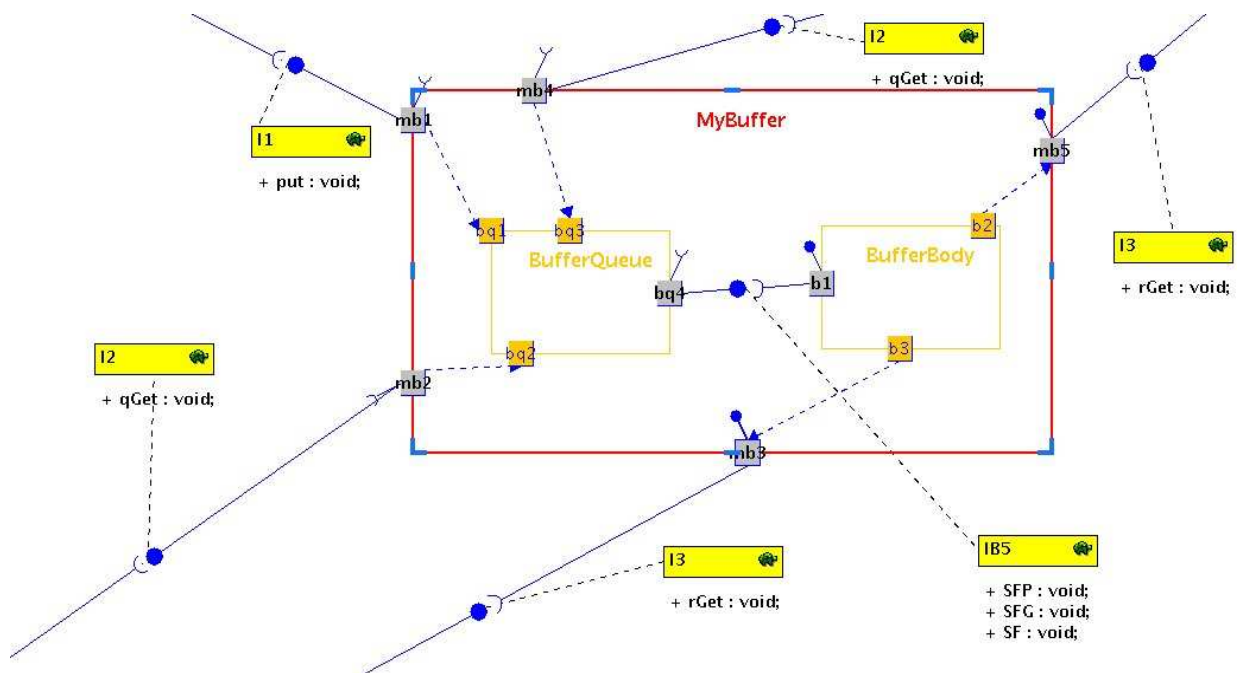 I2
+ qGet : void;
mb4
mb1
MyBuffer
I1
+ put : void;
mb5
bq1
bq3
b2
BufferQueue
BufferBody
I3
+ rGet : void;
bq4
b1
I2
+ qGet : void;
bq2
b3
mb2
mb3
I3
+ rGet : void;
IB5
+ SFP : void;
+ SFG : void;
+ SF : void;